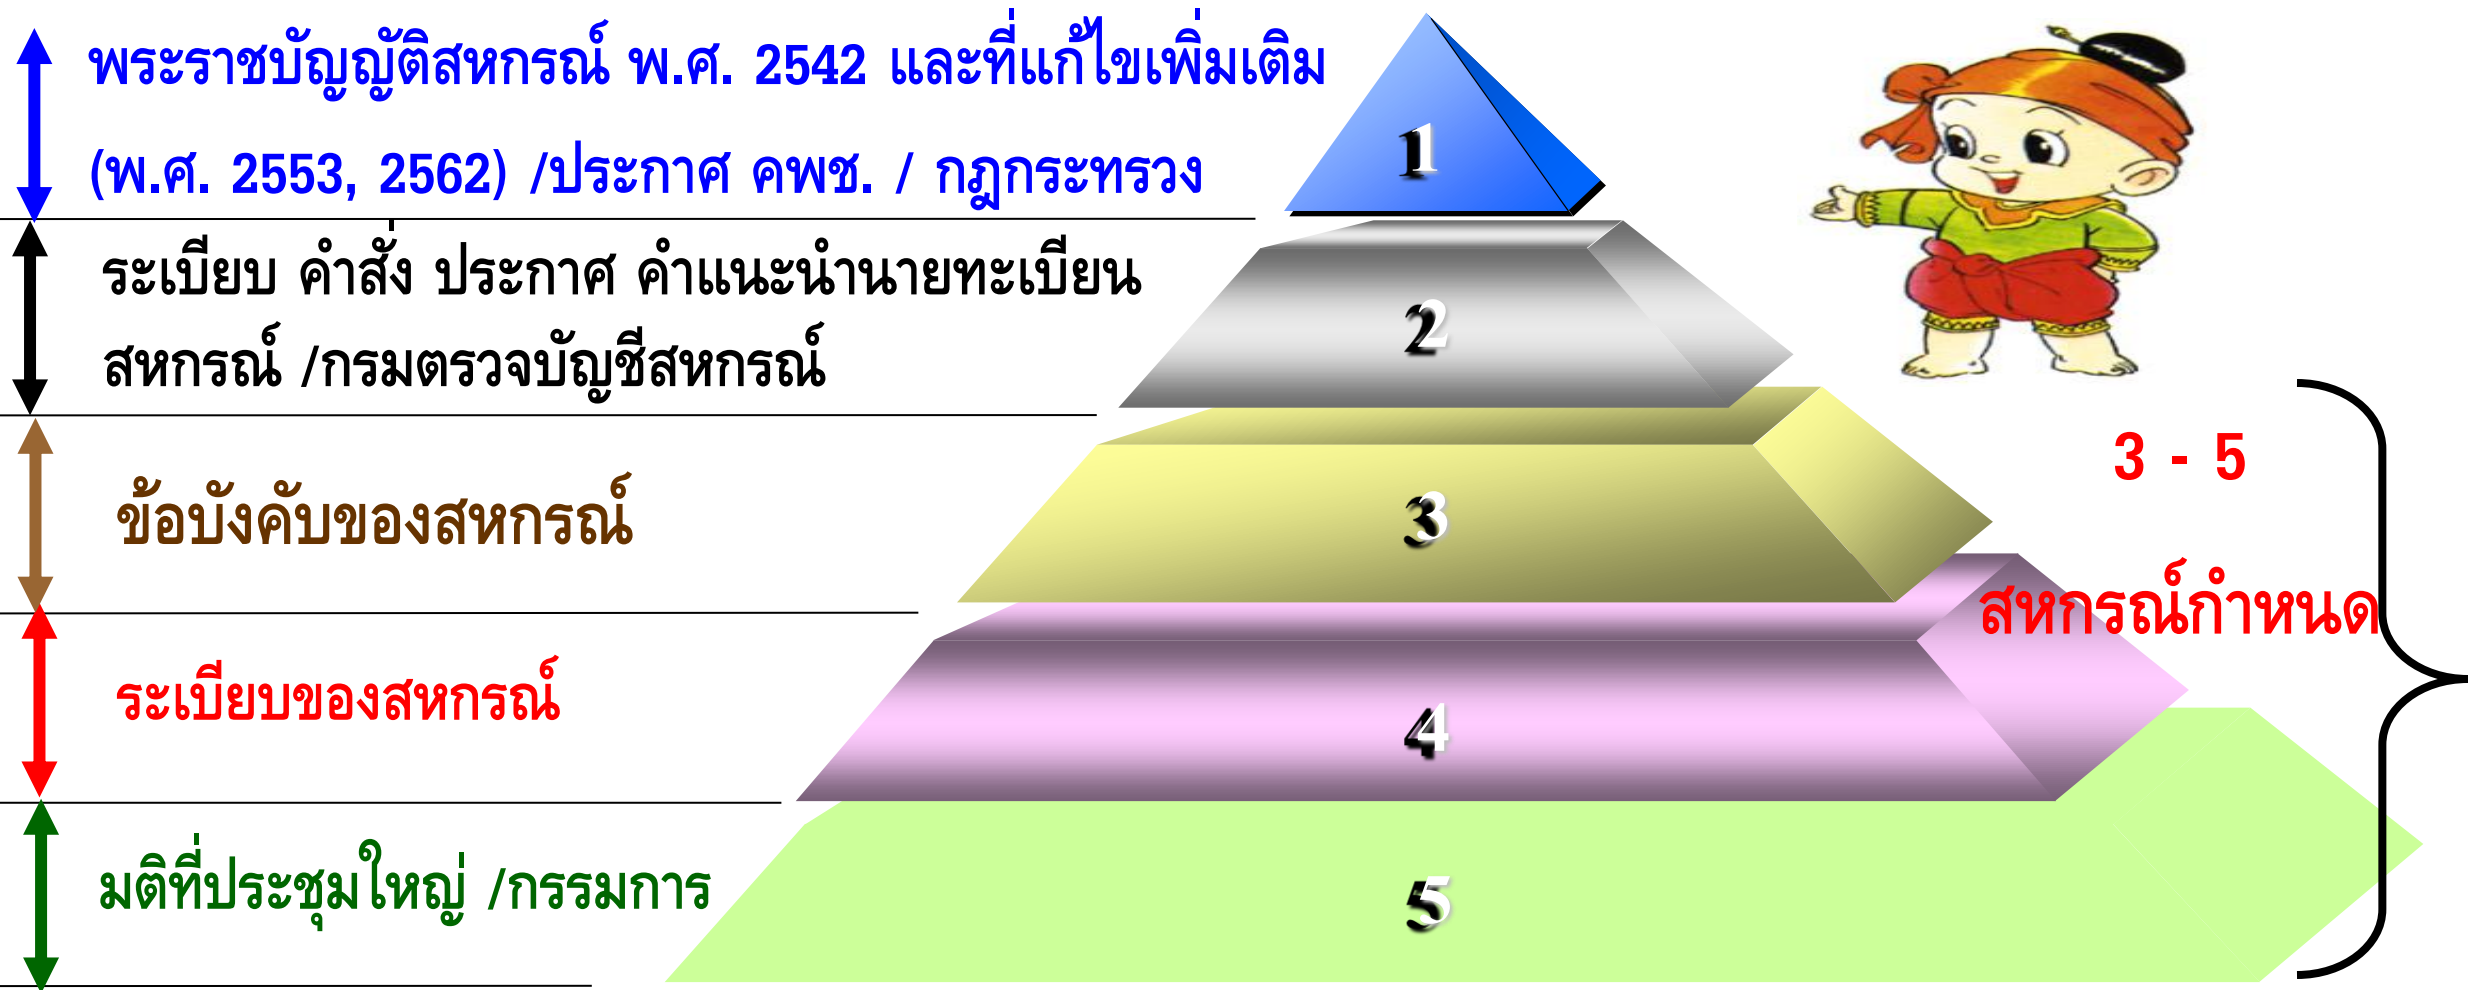 พระราชบัญญัติสหกรณ์ พ.ศ. 2542 และที่แก้ไขเพิ่มเติม
(พ.ศ. 2553, 2562) /ประกาศ คพช. / กฎกระทรวง
1
ระเบียบ คำสั่ง ประกาศ คำแนะนำนายทะเบียน
สหกรณ์ /กรมตรวจบัญชีสหกรณ์
2
ข้อบังคับของสหกรณ์
3
3 - 5
สหกรณ์กำหนด
ระเบียบของสหกรณ์
4
มติที่ประชุมใหญ่ /กรรมการ
5